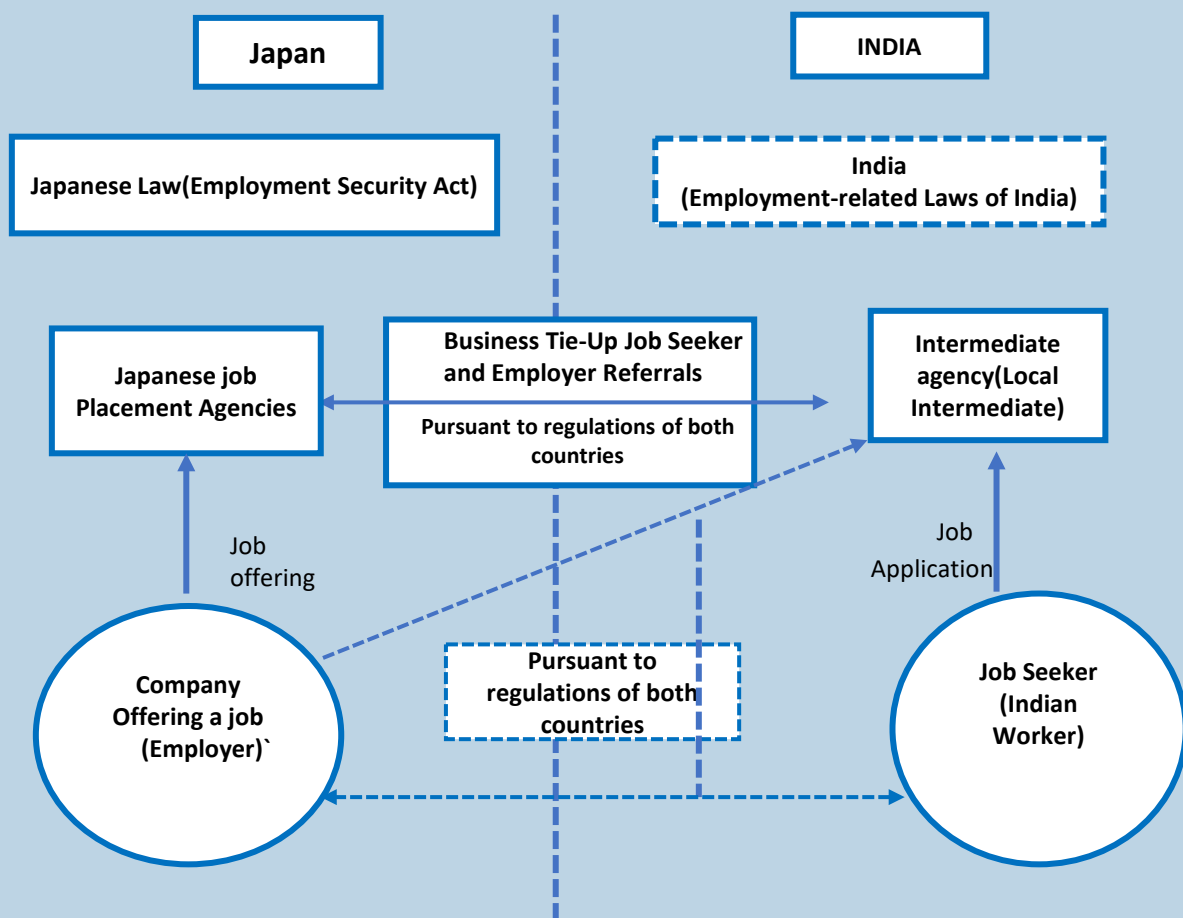 Japan
INDIA
Japanese Law(Employment Security Act)
India
(Employment-related Laws of India)
Japanese job
Placement Agencies
Business Tie-Up Job Seeker
and Employer Referrals
Pursuant to regulations of both
countries
Intermediate
agency(Local
Intermediate)
Job
offering
Job
Application
Company
Offering a job
(Employer)`
Pursuant to
regulations of both
countries
Job Seeker
(Indian
Worker)